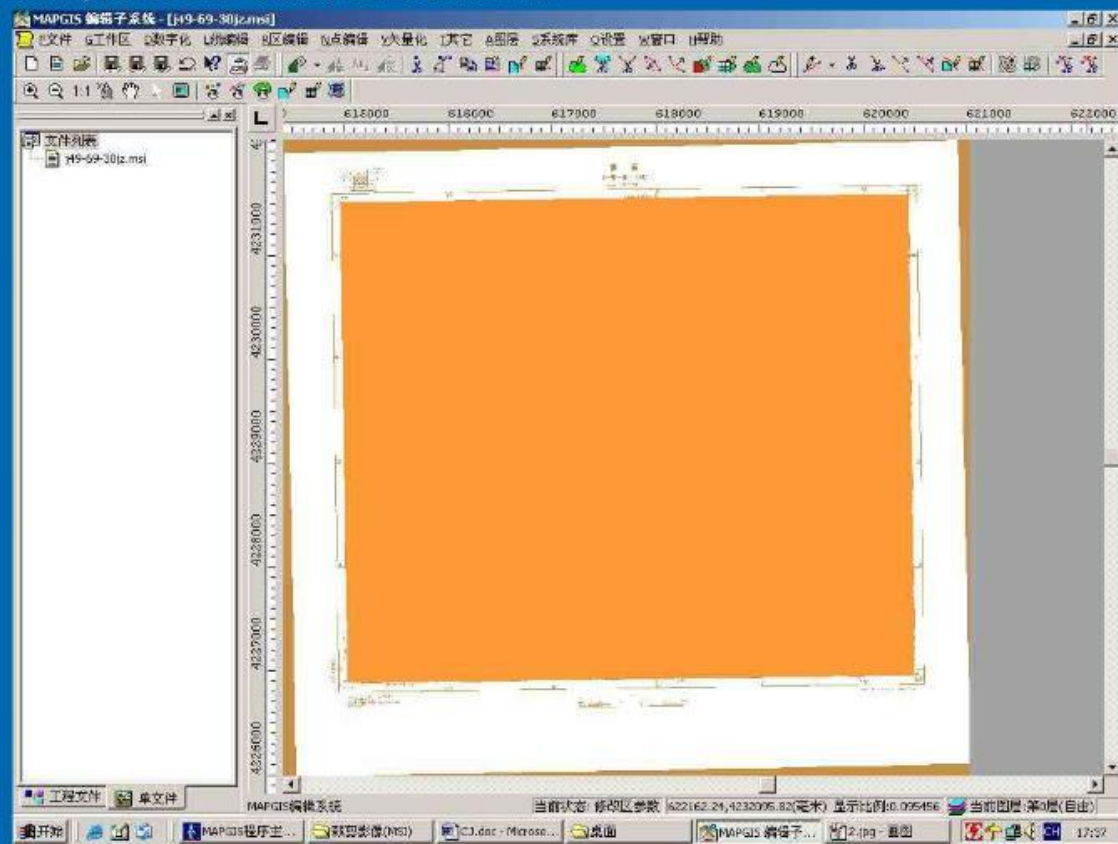 MAPGIS 编辑子系统 - [j49-69-30jz.msi]
F文件 G工作区 D数字化 L线编辑 R区编辑 N点编辑 Y矢量化 I其它 A图层 S系统库 O设置 W窗口 H帮助
1:1
618000 619000 620000 621000 622000
文件列表
j49-69-30jz.msi
4231000
4230000
4229000
4228000
4227000
4226000
工程文件 单文件
MAPGIS编辑系统 当前状态: 修改区参数 622162.24,4232095.82(毫米) 显示比例:0.095456 当前图层:第0层(自由)
开始 MAPGIS程序主... 裁剪影像(MSI) CJ.doc - Microso... 桌面 MAPGIS 编辑子... 2.jpg - 画图 CH 17:37